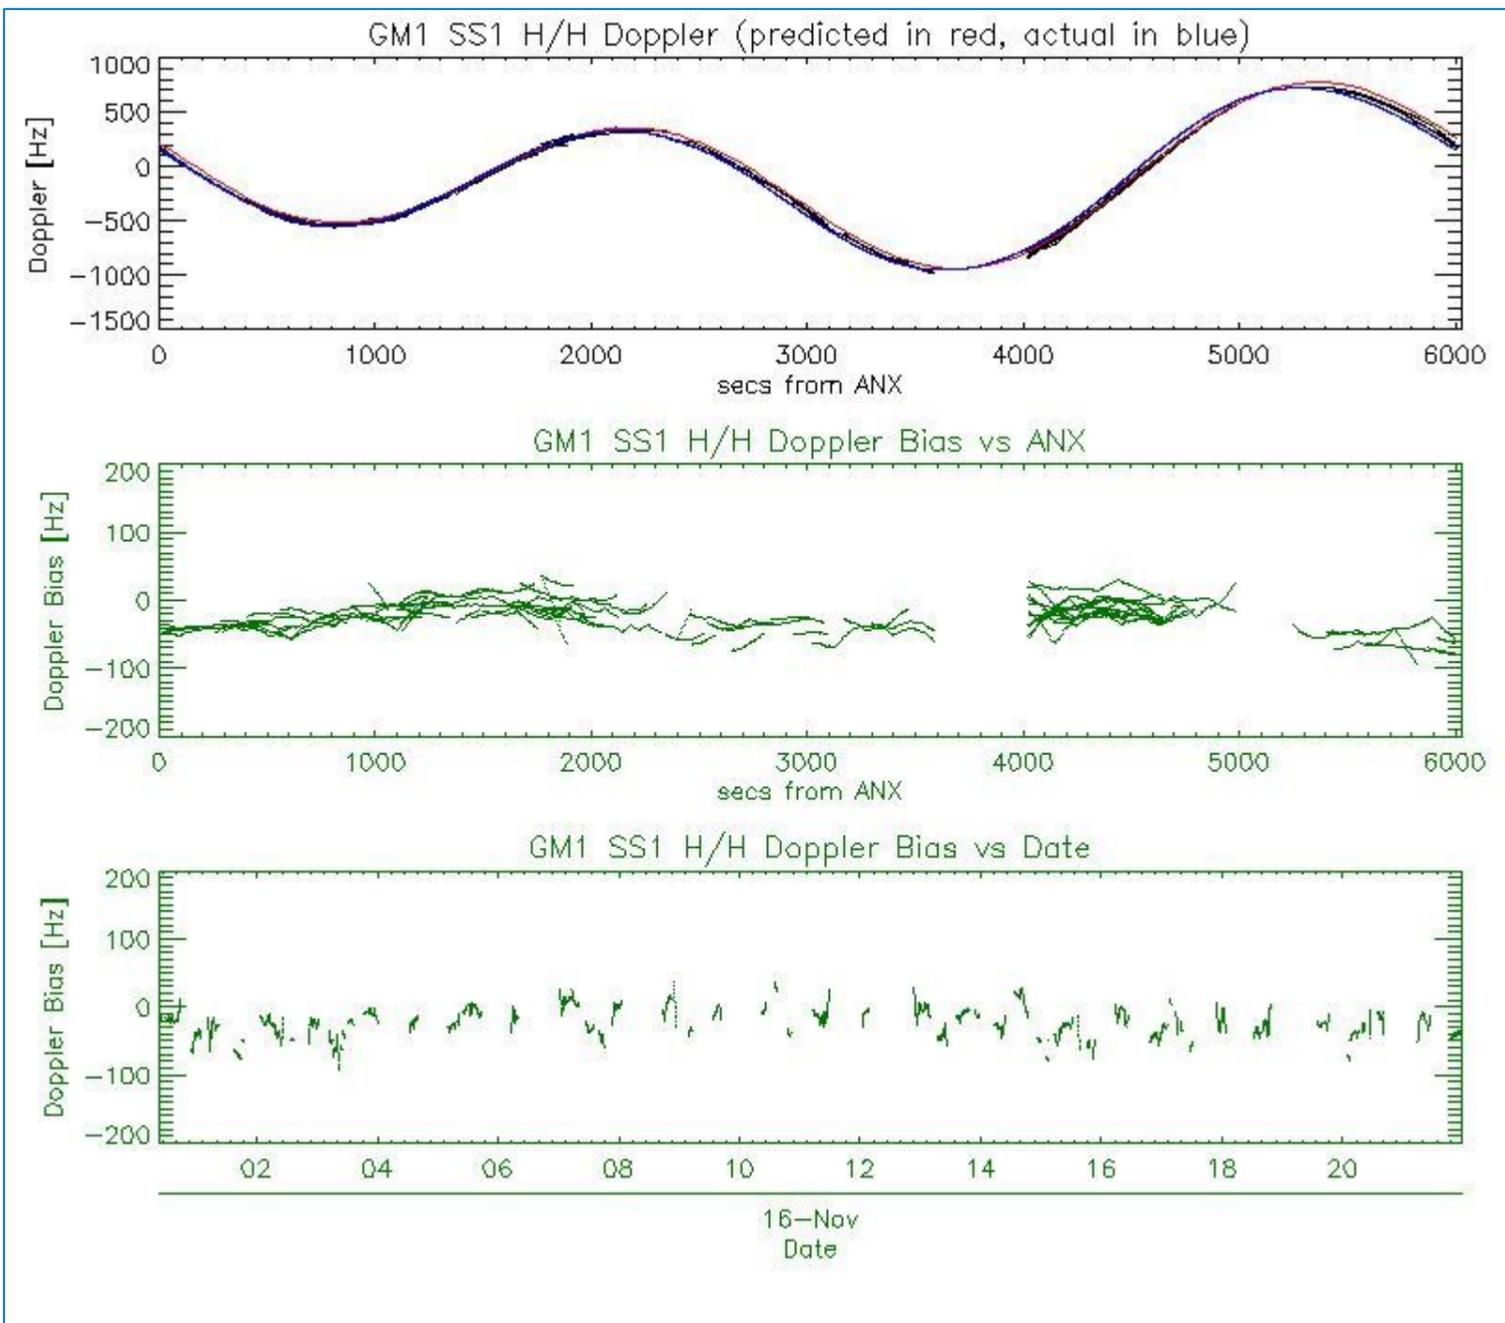 GM1 SS1 H/H Doppler (predicted in red, actual in blue)
1000
500
0
-500
-1000
-1500
Doppler [Hz]
0 1000 2000 3000 4000 5000 6000
secs from ANX
GM1 SS1 H/H Doppler Bias vs ANX
200
100
0
-100
-200
Doppler Bias [Hz]
0 1000 2000 3000 4000 5000 6000
secs from ANX
GM1 SS1 H/H Doppler Bias vs Date
200
100
0
-100
-200
Doppler Bias [Hz]
02 04 06 08 10 12 14 16 18 20
16-Nov
Date